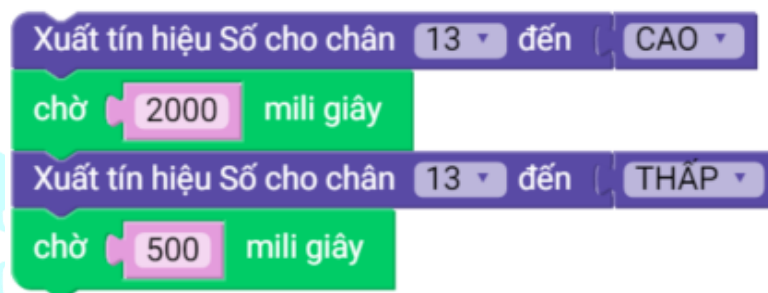 Xuất tín hiệu Số cho chân 13 đến CAO
chờ 2000 mili giây
Xuất tín hiệu Số cho chân 13 đến THẤP
chờ 500 mili giây